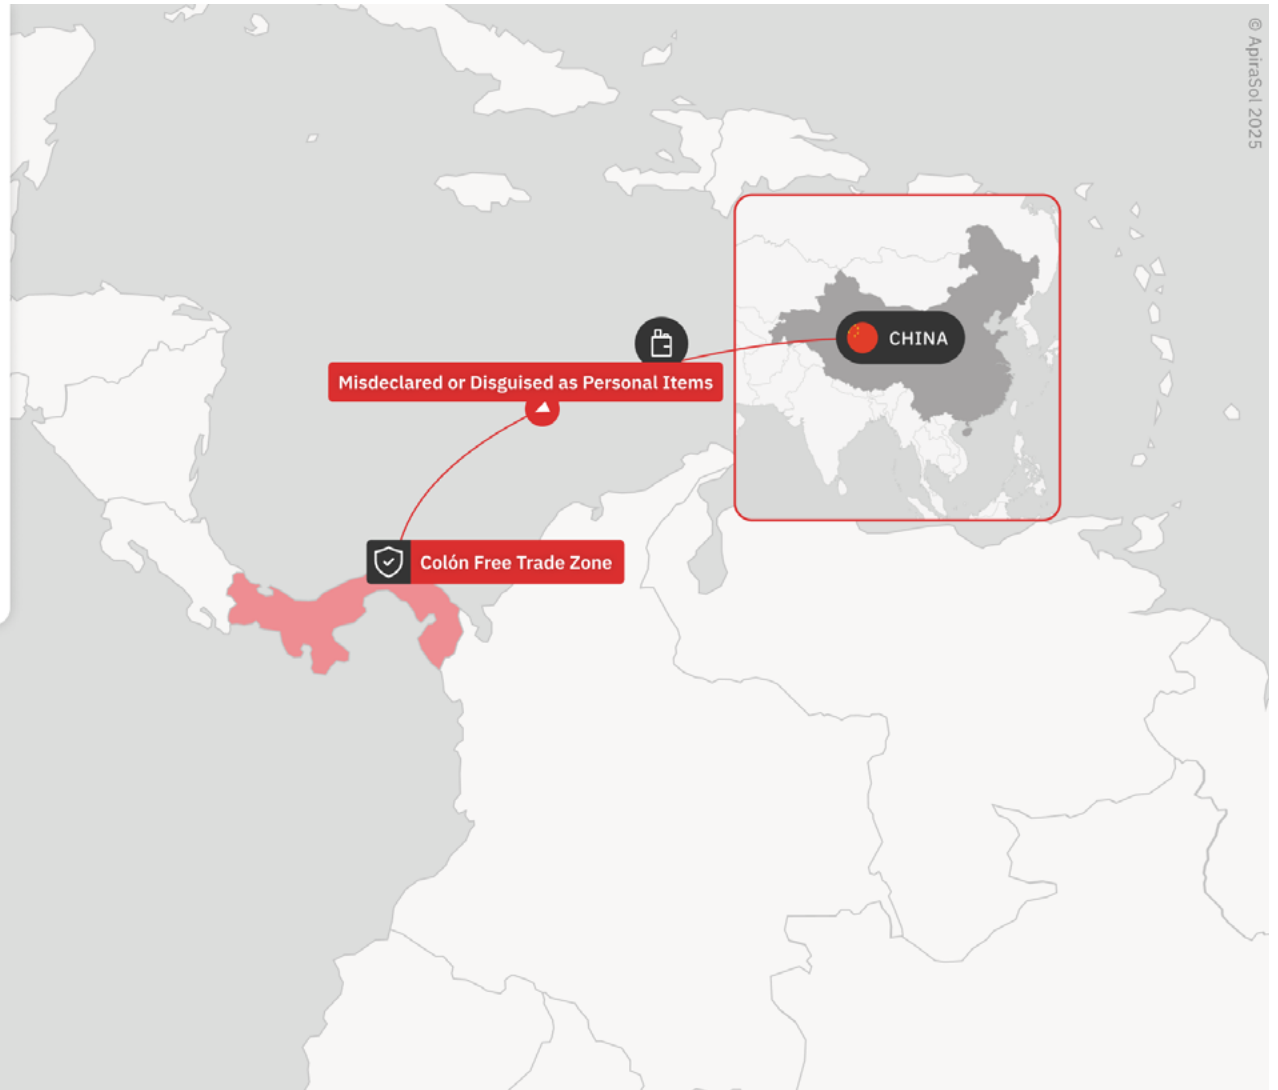 © ApiraSol 2025
CHINA
Misdeclared or Disguised as Personal Items
Colón Free Trade Zone